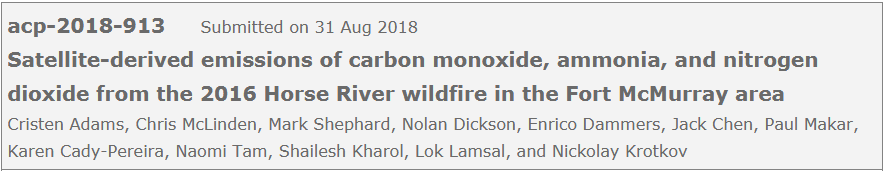 acp-2018-913 Submitted on 31 Aug 2018
Satellite-derived emissions of carbon monoxide, ammonia, and nitrogen
dioxide from the 2016 Horse River wildfire in the Fort McMurray area
Cristen Adams, Chris McLinden, Mark Shephard, Nolan Dickson, Enrico Dammers, Jack Chen, Paul Makar,
Karen Cady-Pereira, Naomi Tam, Shailesh Kharol, Lok Lamsal, and Nickolay Krotkov